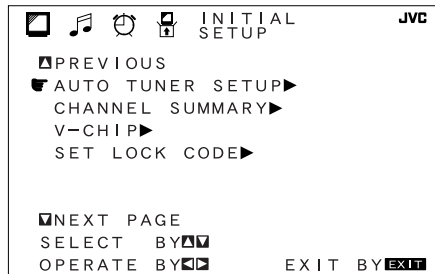 INITIAL SETUP JVC
▲PREVIOUS
AUTO TUNER SETUP▶
CHANNEL SUMMARY▶
V-CHIP▶
SET LOCK CODE▶
▼NEXT PAGE
SELECT BY▲▼
OPERATE BY◀▶ EXIT BY EXIT